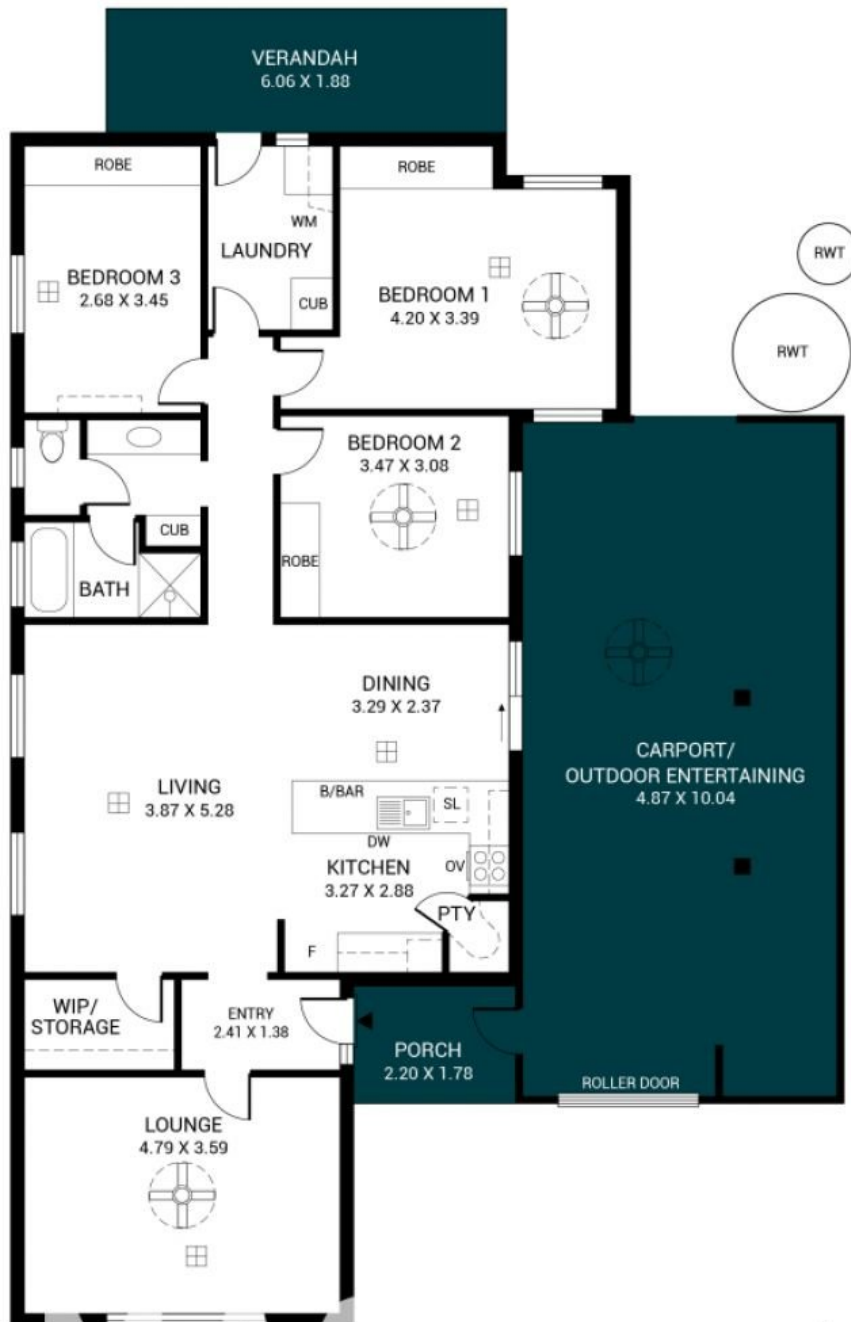 VERANDAH
6.06 X 1.88
ROBE
ROBE
WM
LAUNDRY
CUB
BEDROOM 3
2.68 X 3.45
BEDROOM 1
4.20 X 3.39
RWT
RWT
BEDROOM 2
3.47 X 3.08
ROBE
CUB
BATH
DINING
3.29 X 2.37
LIVING
3.87 X 5.28
B/BAR
SL
DW
KITCHEN
3.27 X 2.88
OV
PTY
F
CARPORT/
OUTDOOR ENTERTAINING
4.87 X 10.04
WIP/
STORAGE
ENTRY
2.41 X 1.38
PORCH
2.20 X 1.78
ROLLER DOOR
LOUNGE
4.79 X 3.59